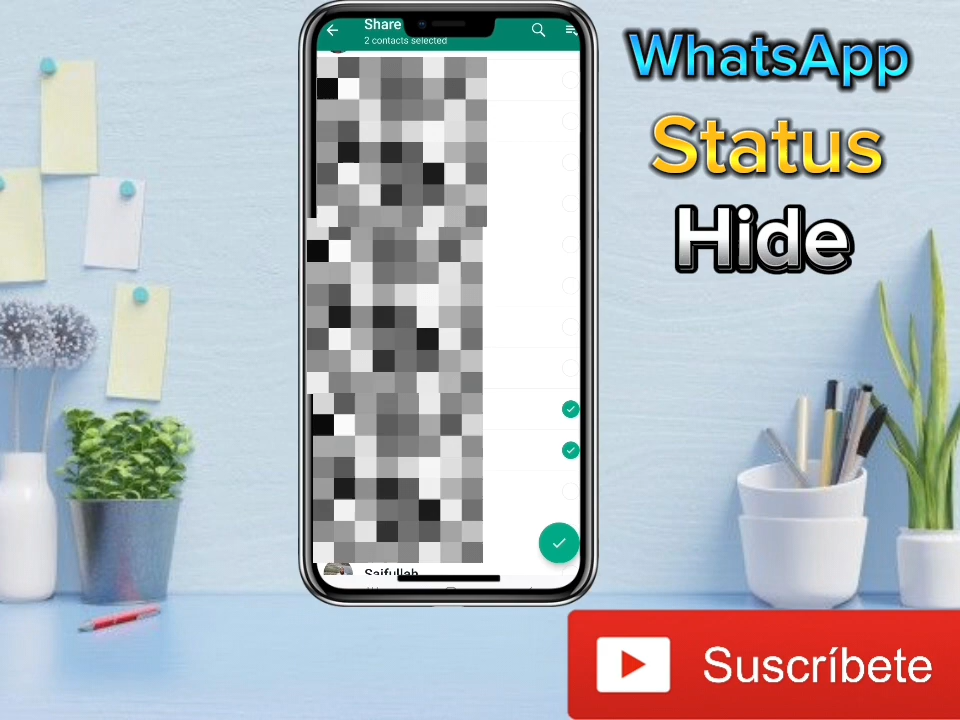 Share
2 contacts selected
WhatsApp
Status
Hide
Saifullah
Suscríbete